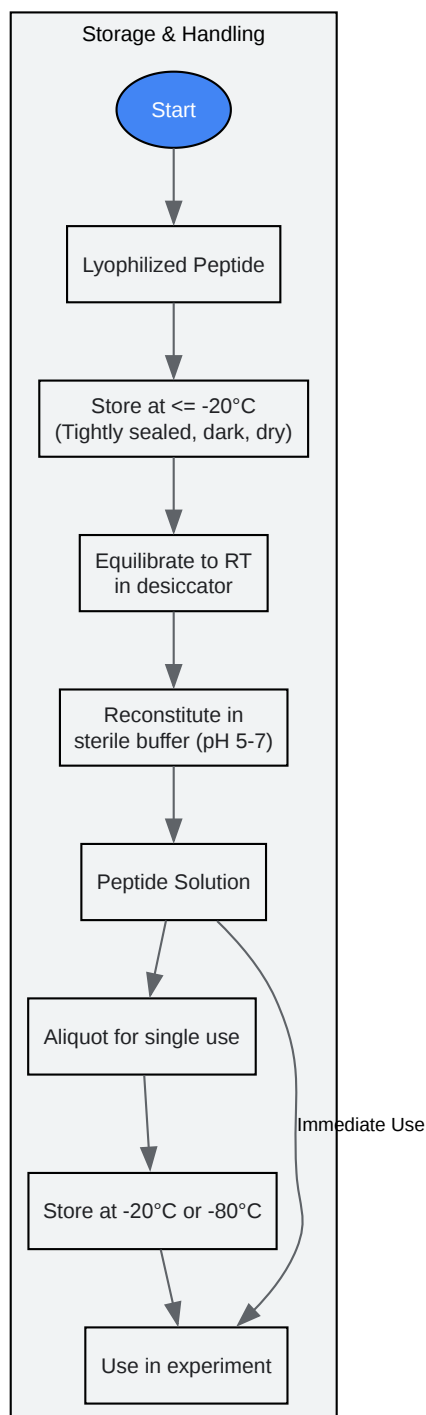 Storage & Handling
Start
Lyophilized Peptide
Store at <= -20°C
(Tightly sealed, dark, dry)
Equilibrate to RT
in desiccator
Reconstitute in
sterile buffer (pH 5-7)
Peptide Solution
Aliquot for single use
Immediate Use
Store at -20°C or -80°C
Use in experiment